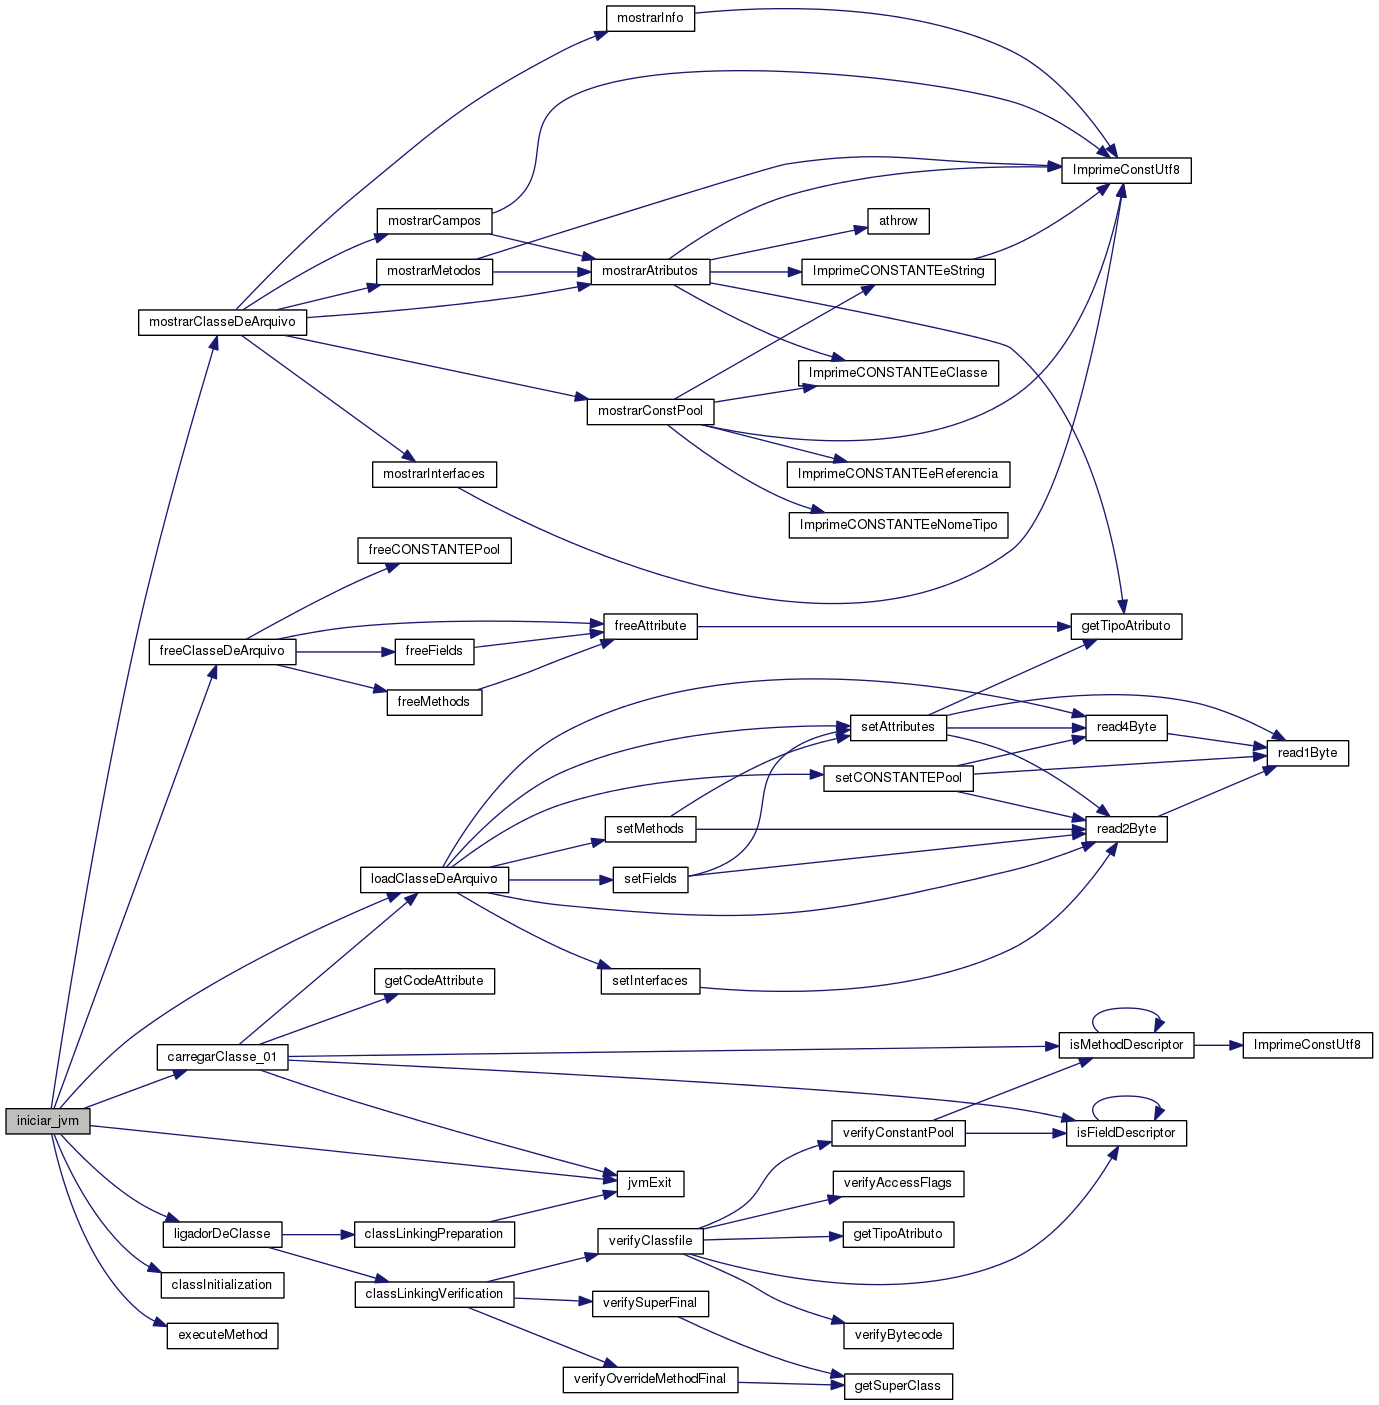 mostrarInfo
ImprimeConstUtf8
mostrarCampos
athrow
mostrarMetodos
mostrarAtributos
ImprimeCONSTANTEeString
mostrarClasseDeArquivo
ImprimeCONSTANTEeClasse
mostrarConstPool
mostrarInterfaces
ImprimeCONSTANTEeReferencia
ImprimeCONSTANTEeNomeTipo
freeCONSTANTEPool
freeAttribute
getTipoAtributo
freeClasseDeArquivo
freeFields
freeMethods
setAttributes
read4Byte
read1Byte
setCONSTANTEPool
setMethods
read2Byte
loadClasseDeArquivo
setFields
getCodeAttribute
setInterfaces
carregarClasse_01
isMethodDescriptor
ImprimeConstUtf8
iniciar_jvm
verifyConstantPool
isFieldDescriptor
jvmExit
verifyAccessFlags
ligadorDeClasse
classLinkingPreparation
verifyClassfile
getTipoAtributo
classInitialization
classLinkingVerification
verifySuperFinal
executeMethod
verifyBytecode
verifyOverrideMethodFinal
getSuperClass